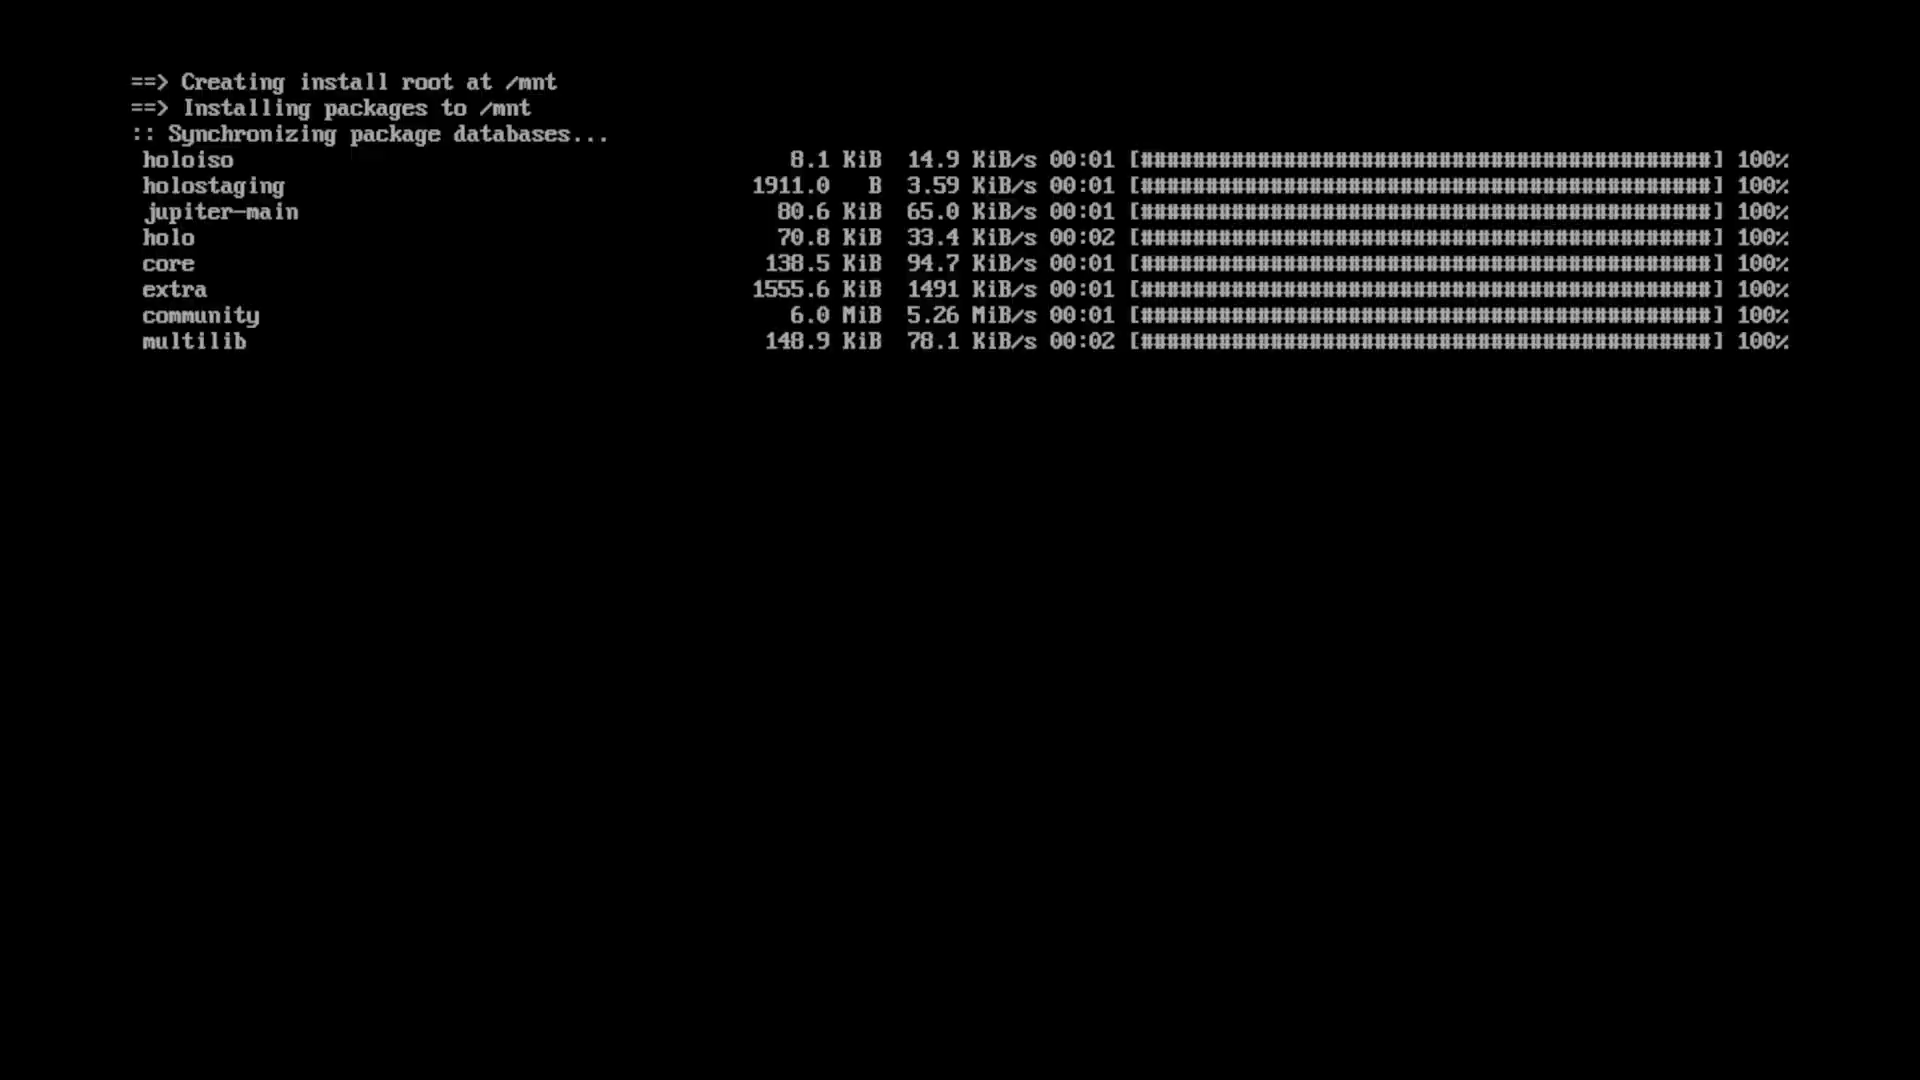 ==> Creating install root at /mnt
==> Installing packages to /mnt
:: Synchronizing package databases...
holoiso 8.1 KiB 14.9 KiB/s 00:01 [############################################] 100%
holostaging 1911.0 B 3.59 KiB/s 00:01 [############################################] 100%
jupiter-main 80.6 KiB 65.0 KiB/s 00:01 [############################################] 100%
holo 70.8 KiB 33.4 KiB/s 00:02 [############################################] 100%
core 138.5 KiB 94.7 KiB/s 00:01 [############################################] 100%
extra 1555.6 KiB 1491 KiB/s 00:01 [############################################] 100%
community 6.0 MiB 5.26 MiB/s 00:01 [############################################] 100%
multilib 148.9 KiB 78.1 KiB/s 00:02 [############################################] 100%